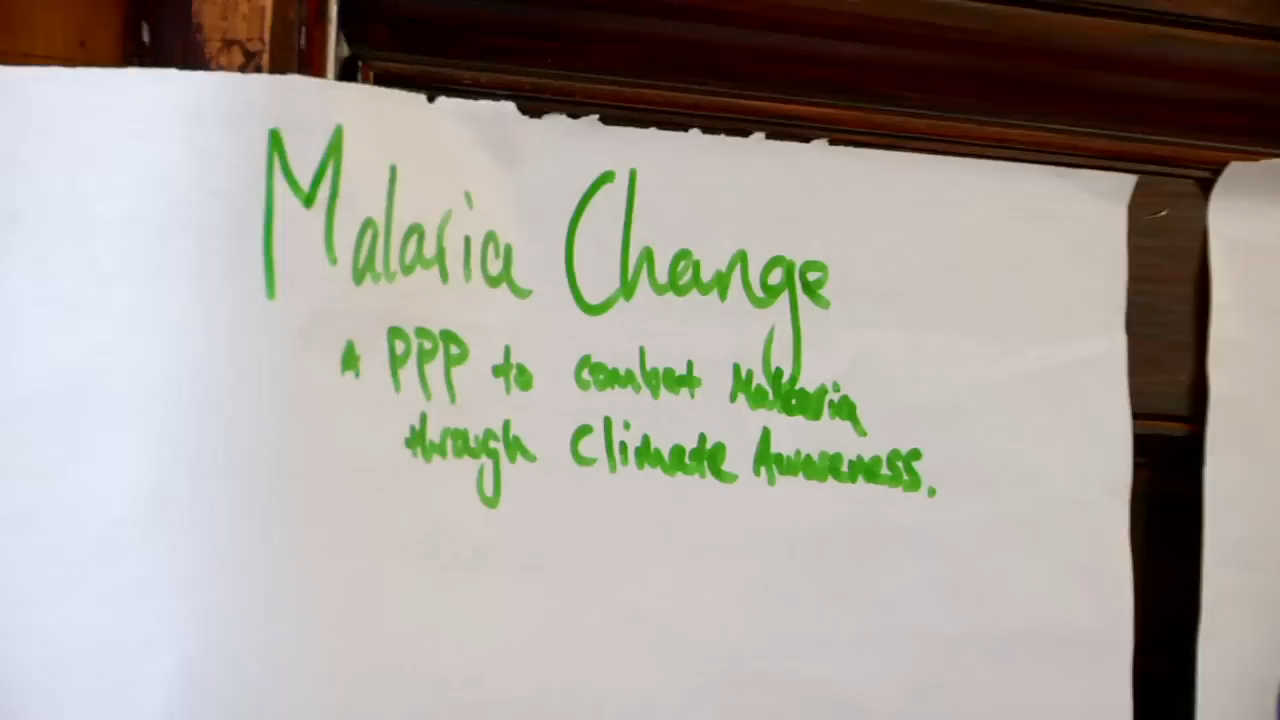 Malaria Change
A PPP to combat Malaria
through Climate Awareness.